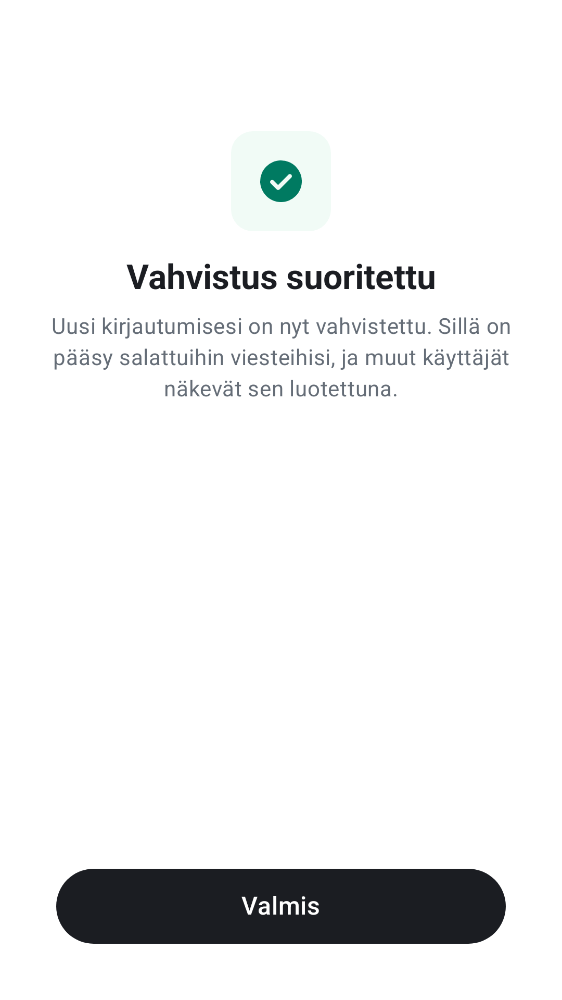 Vahvistus suoritettu
Uusi kirjautumisesi on nyt vahvistettu. Sillä on
pääsy salattuihin viesteihisi, ja muut käyttäjät
näkevät sen luotettuna.
Valmis